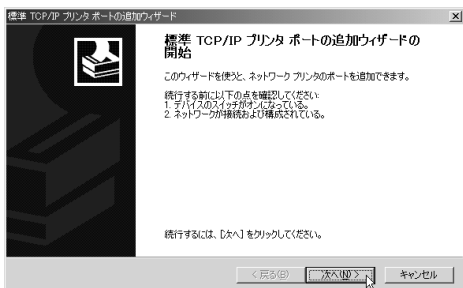 標準 TCP/IP プリンタ ポートの追加ウィザード
標準 TCP/IP プリンタ ポートの追加ウィザードの
開始
このウィザードを使うと、ネットワーク プリンタのポートを追加できます。
続行する前に以下の点を確認してください:
1. デバイスのスイッチがオンになっている。
2. ネットワークが接続および構成されている。
続行するには、[次へ] をクリックしてください。
< 戻る(B)
次へ(N) >
キャンセル